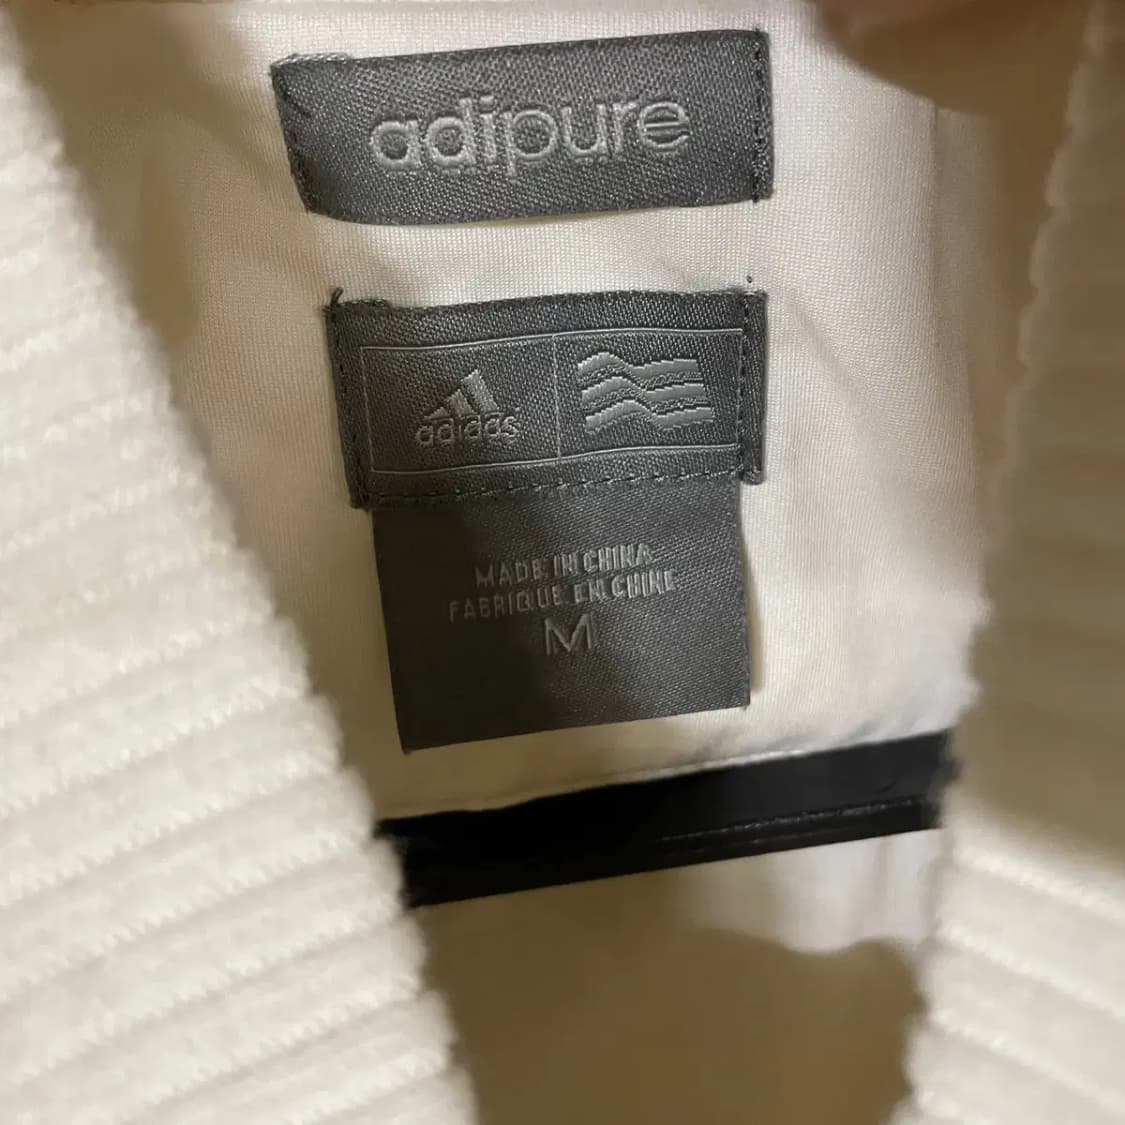 adipure
adidas
MADE IN CHINA
FABRIQUE EN CHINE
M